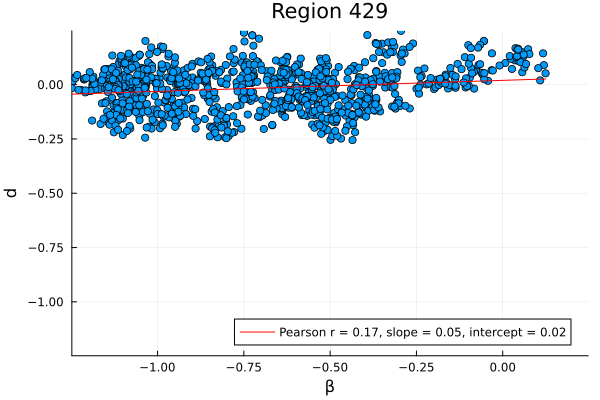 Region 429
0.00
−0.25
−0.50
−0.75
−1.00
d
Pearson r = 0.17, slope = 0.05, intercept = 0.02
−1.00 −0.75 −0.50 −0.25 0.00
β